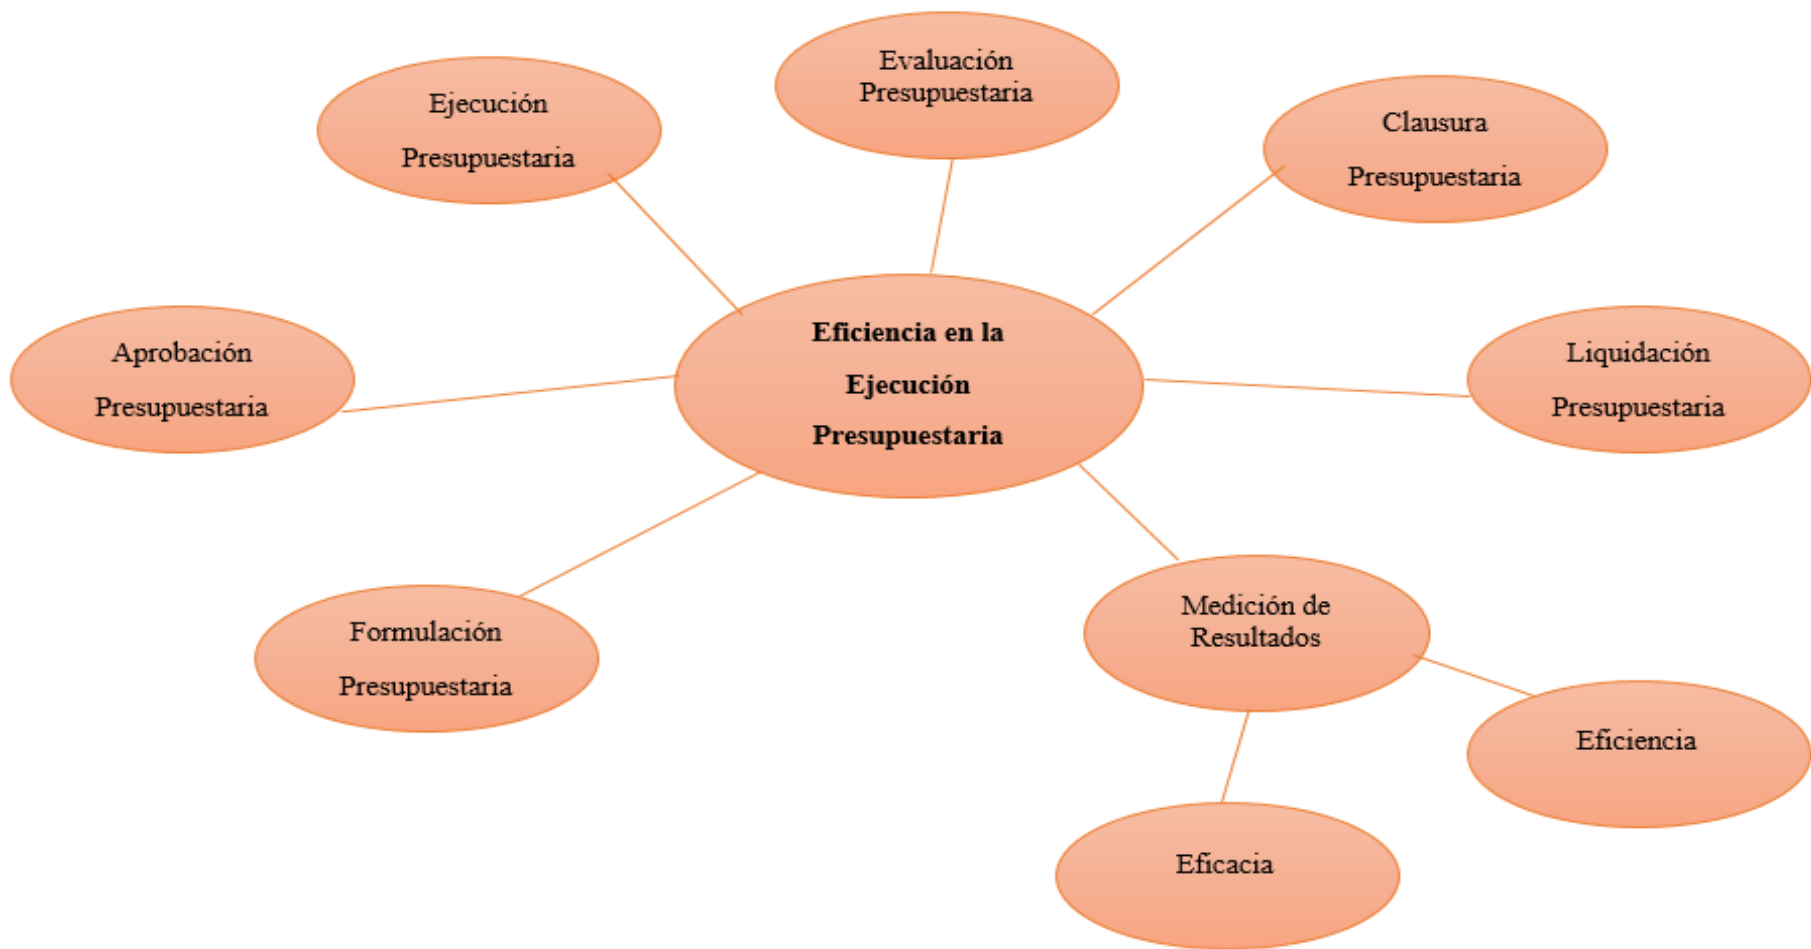 Evaluación
Presupuestaria
Ejecución
Presupuestaria
Clausura
Presupuestaria
Eficiencia en la
Ejecución
Presupuestaria
Aprobación
Presupuestaria
Liquidación
Presupuestaria
Formulación
Presupuestaria
Medición de
Resultados
Eficiencia
Eficacia